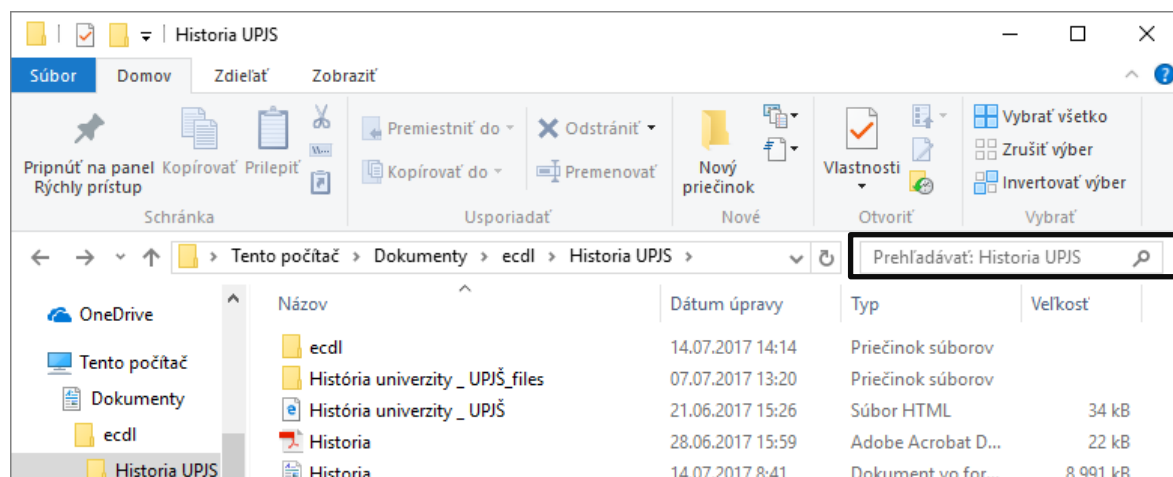 Historia UPJS
Súbor Domov Zdieľať Zobraziť
Pripnúť na panel Rýchly prístup
Kopírovať
Prilepiť
Schránka
Premiestniť do
Kopírovať do
Odstrániť
Premenovať
Usporiadať
Nový priečinok
Nové
Vlastnosti
Otvoriť
Vybrať všetko
Zrušiť výber
Invertovať výber
Vybrať
Tento počítač > Dokumenty > ecdl > Historia UPJS >
Prehľadávať: Historia UPJS
OneDrive
Tento počítač
Dokumenty
ecdl
Historia UPJS
Názov Dátum úpravy Typ Veľkosť
ecdl 14.07.2017 14:14 Priečinok súborov
História univerzity _ UPJŠ_files 07.07.2017 13:20 Priečinok súborov
História univerzity _ UPJŠ 21.06.2017 15:26 Súbor HTML 34 kB
Historia 28.06.2017 15:59 Adobe Acrobat D... 22 kB
Historia 14.07.2017 8:41 Dokument vo for... 8 991 kB